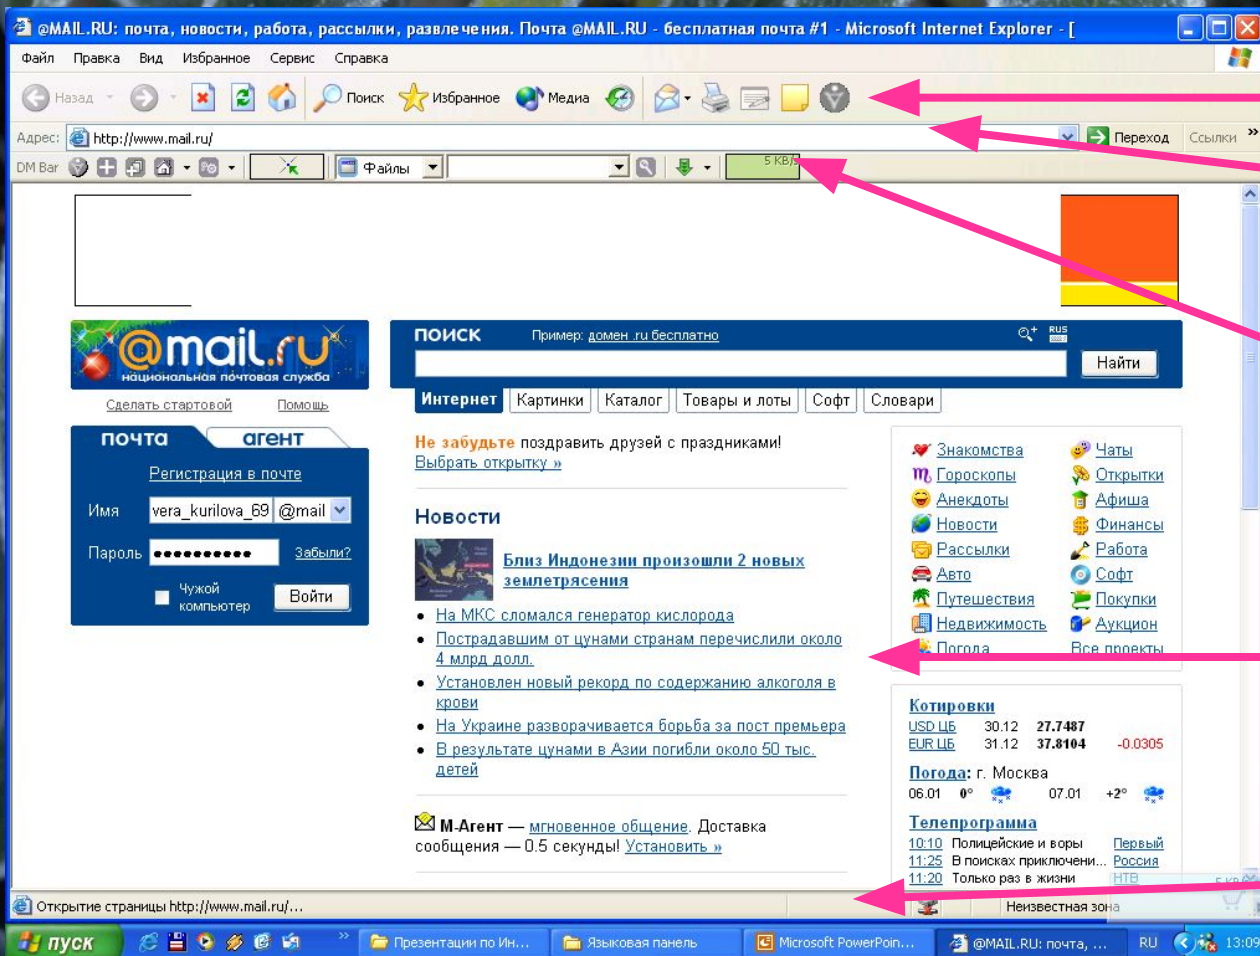 @MAIL.RU: почта, новости, работа, рассылки, развлечения. Почта @MAIL.RU - бесплатная почта #1 - Microsoft Internet Explorer - [
Файл Правка Вид Избранное Сервис Справка
Назад Поиск Избранное Медиа
Адрес: http://www.mail.ru/ Переход Ссылки »
DM Bar Файлы 5 KB/s
@mail.ru
национальная почтовая служба
Сделать стартовой Помощь
почта агент
Регистрация в почте
Имя vera_kurilova_69 @mail
Пароль ●●●●●●●●●● Забыли?
Чужой
компьютер
Войти
поиск Пример: домен .ru бесплатно RUS
Найти
Интернет Картинки Каталог Товары и лоты Софт Словари
Не забудьте поздравить друзей с праздниками!
Выбрать открытку »
Новости
Близ Индонезии произошли 2 новых
землетрясения
• На МКС сломался генератор кислорода
• Пострадавшим от цунами странам перечислили около
4 млрд долл.
• Установлен новый рекорд по содержанию алкоголя в
крови
• На Украине разворачивается борьба за пост премьера
• В результате цунами в Азии погибли около 50 тыс.
детей
М-Агент — мгновенное общение. Доставка
сообщения — 0.5 секунды! Установить »
Знакомства Чаты
Гороскопы Открытки
Анекдоты Афиша
Новости Финансы
Рассылки Работа
Авто Софт
Путешествия Покупки
Недвижимость Аукцион
Погода Все проекты
Котировки
USD ЦБ 30.12 27.7487
EUR ЦБ 31.12 37.8104 -0.0305
Погода: г. Москва
06.01 0° 07.01 +2°
Телепрограмма
10:10 Полицейские и воры Первый
11:25 В поисках приключени... Россия
11:20 Только раз в жизни НТВ
Открытие страницы http://www.mail.ru/... Неизвестная зона
пуск » Презентации по Ин... Языковая панель Microsoft PowerPoin... @MAIL.RU: почта, ... RU 13:09